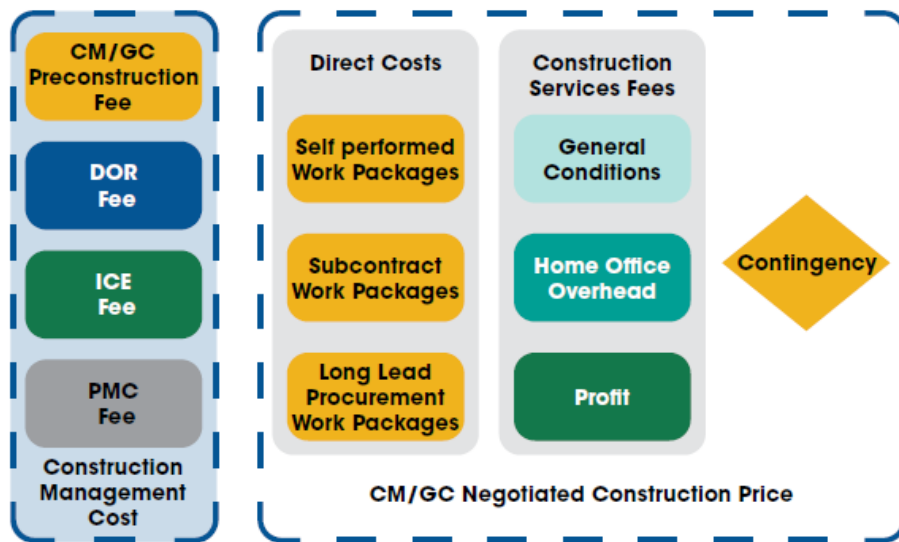 CM/GC
Preconstruction
Fee
DOR
Fee
ICE
Fee
PMC
Fee
Construction
Management
Cost
Direct Costs
Self performed
Work Packages
Subcontract
Work Packages
Long Lead
Procurement
Work Packages
Construction
Services Fees
General
Conditions
Home Office
Overhead
Profit
Contingency
CM/GC Negotiated Construction Price